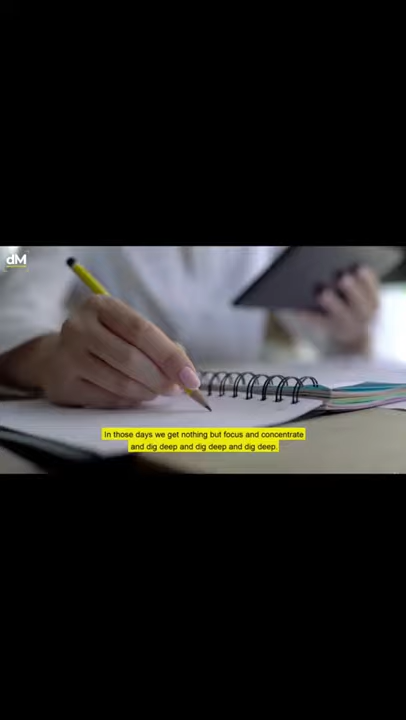 dM
In those days we get nothing but focus and concentrate
and dig deep and dig deep and dig deep.